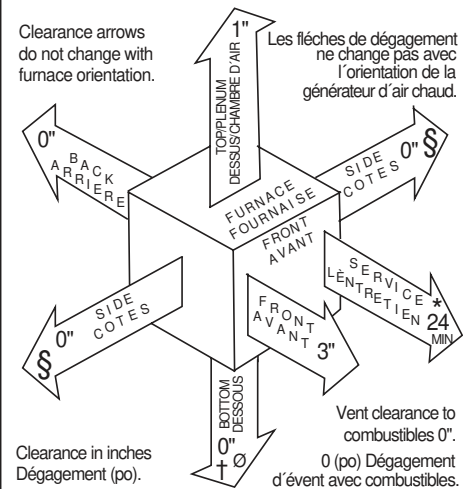 Clearance arrows
do not change with
furnace orientation.
Les fléches de dégagement
ne change pas avec
l´orientation de la
générateur d´air chaud.
1"
TOP/PLENUM
DESSUS/CHAMBRE D´AIR
0"
BACK
ARRIERE
SIDE
COTES
0" §
FURNACE
FOURNAISE
FRONT
AVANT
SERVICE
LÈNTRETIEN
*
24
MIN
§ 0"
SIDE
COTES
FRONT
AVANT
3"
BOTTOM
DESSOUS
0"
† Ø
Vent clearance to
combustibles 0".
0 (po) Dégagement
d´évent avec combustibles.
Clearance in inches
Dégagement (po).